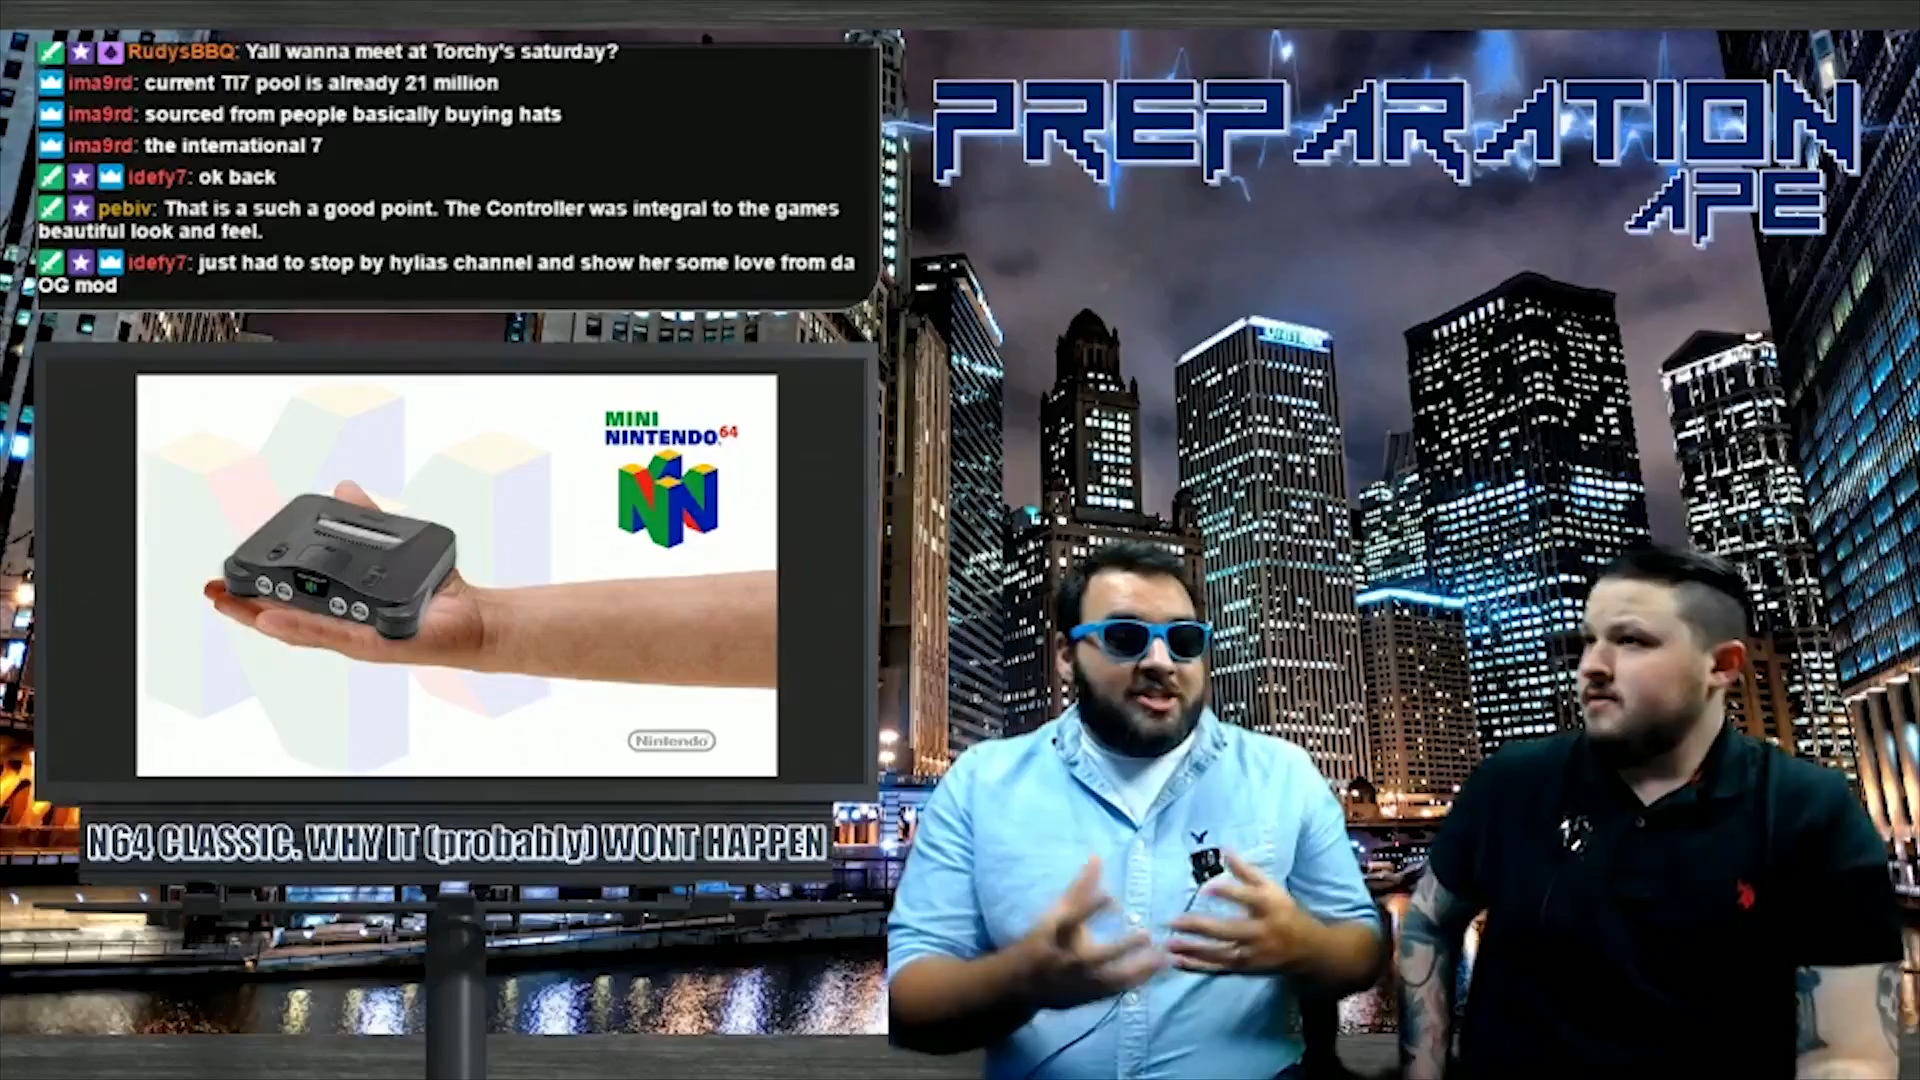 RudysBBQ: Yall wanna meet at Torchy's saturday?
ima9rd: current TI7 pool is already 21 million
ima9rd: sourced from people basically buying hats
ima9rd: the international 7
idefy7: ok back
pebiv: That is a such a good point. The Controller was integral to the games
beautiful look and feel.
idefy7: just had to stop by hylias channel and show her some love from da
OG mod
PREPARATION
APE
MINI
NINTENDO64
Nintendo
N64 CLASSIC. WHY IT (probably) WONT HAPPEN